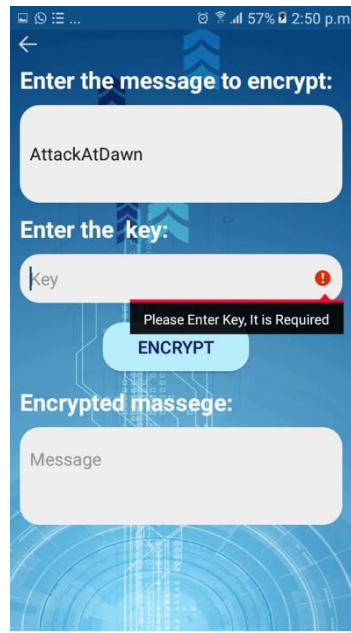 57% 2:50 p.m
Enter the message to encrypt:
AttackAtDawn
Enter the key:
Key
Please Enter Key, It is Required
ENCRYPT
Encrypted massege:
Message